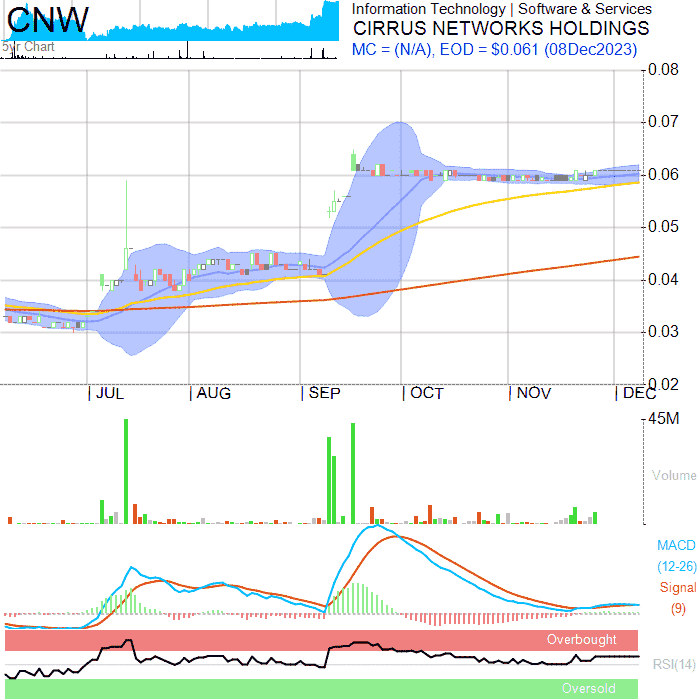 CNW
5yr Chart
Information Technology | Software & Services
CIRRUS NETWORKS HOLDINGS
MC = (N/A), EOD = $0.061 (08Dec2023)
0.08
0.07
0.06
0.05
0.04
0.03
0.02
JUL AUG SEP OCT NOV DEC
45M
Volume
MACD
(12-26)
Signal
(9)
Overbought
RSI(14)
Oversold